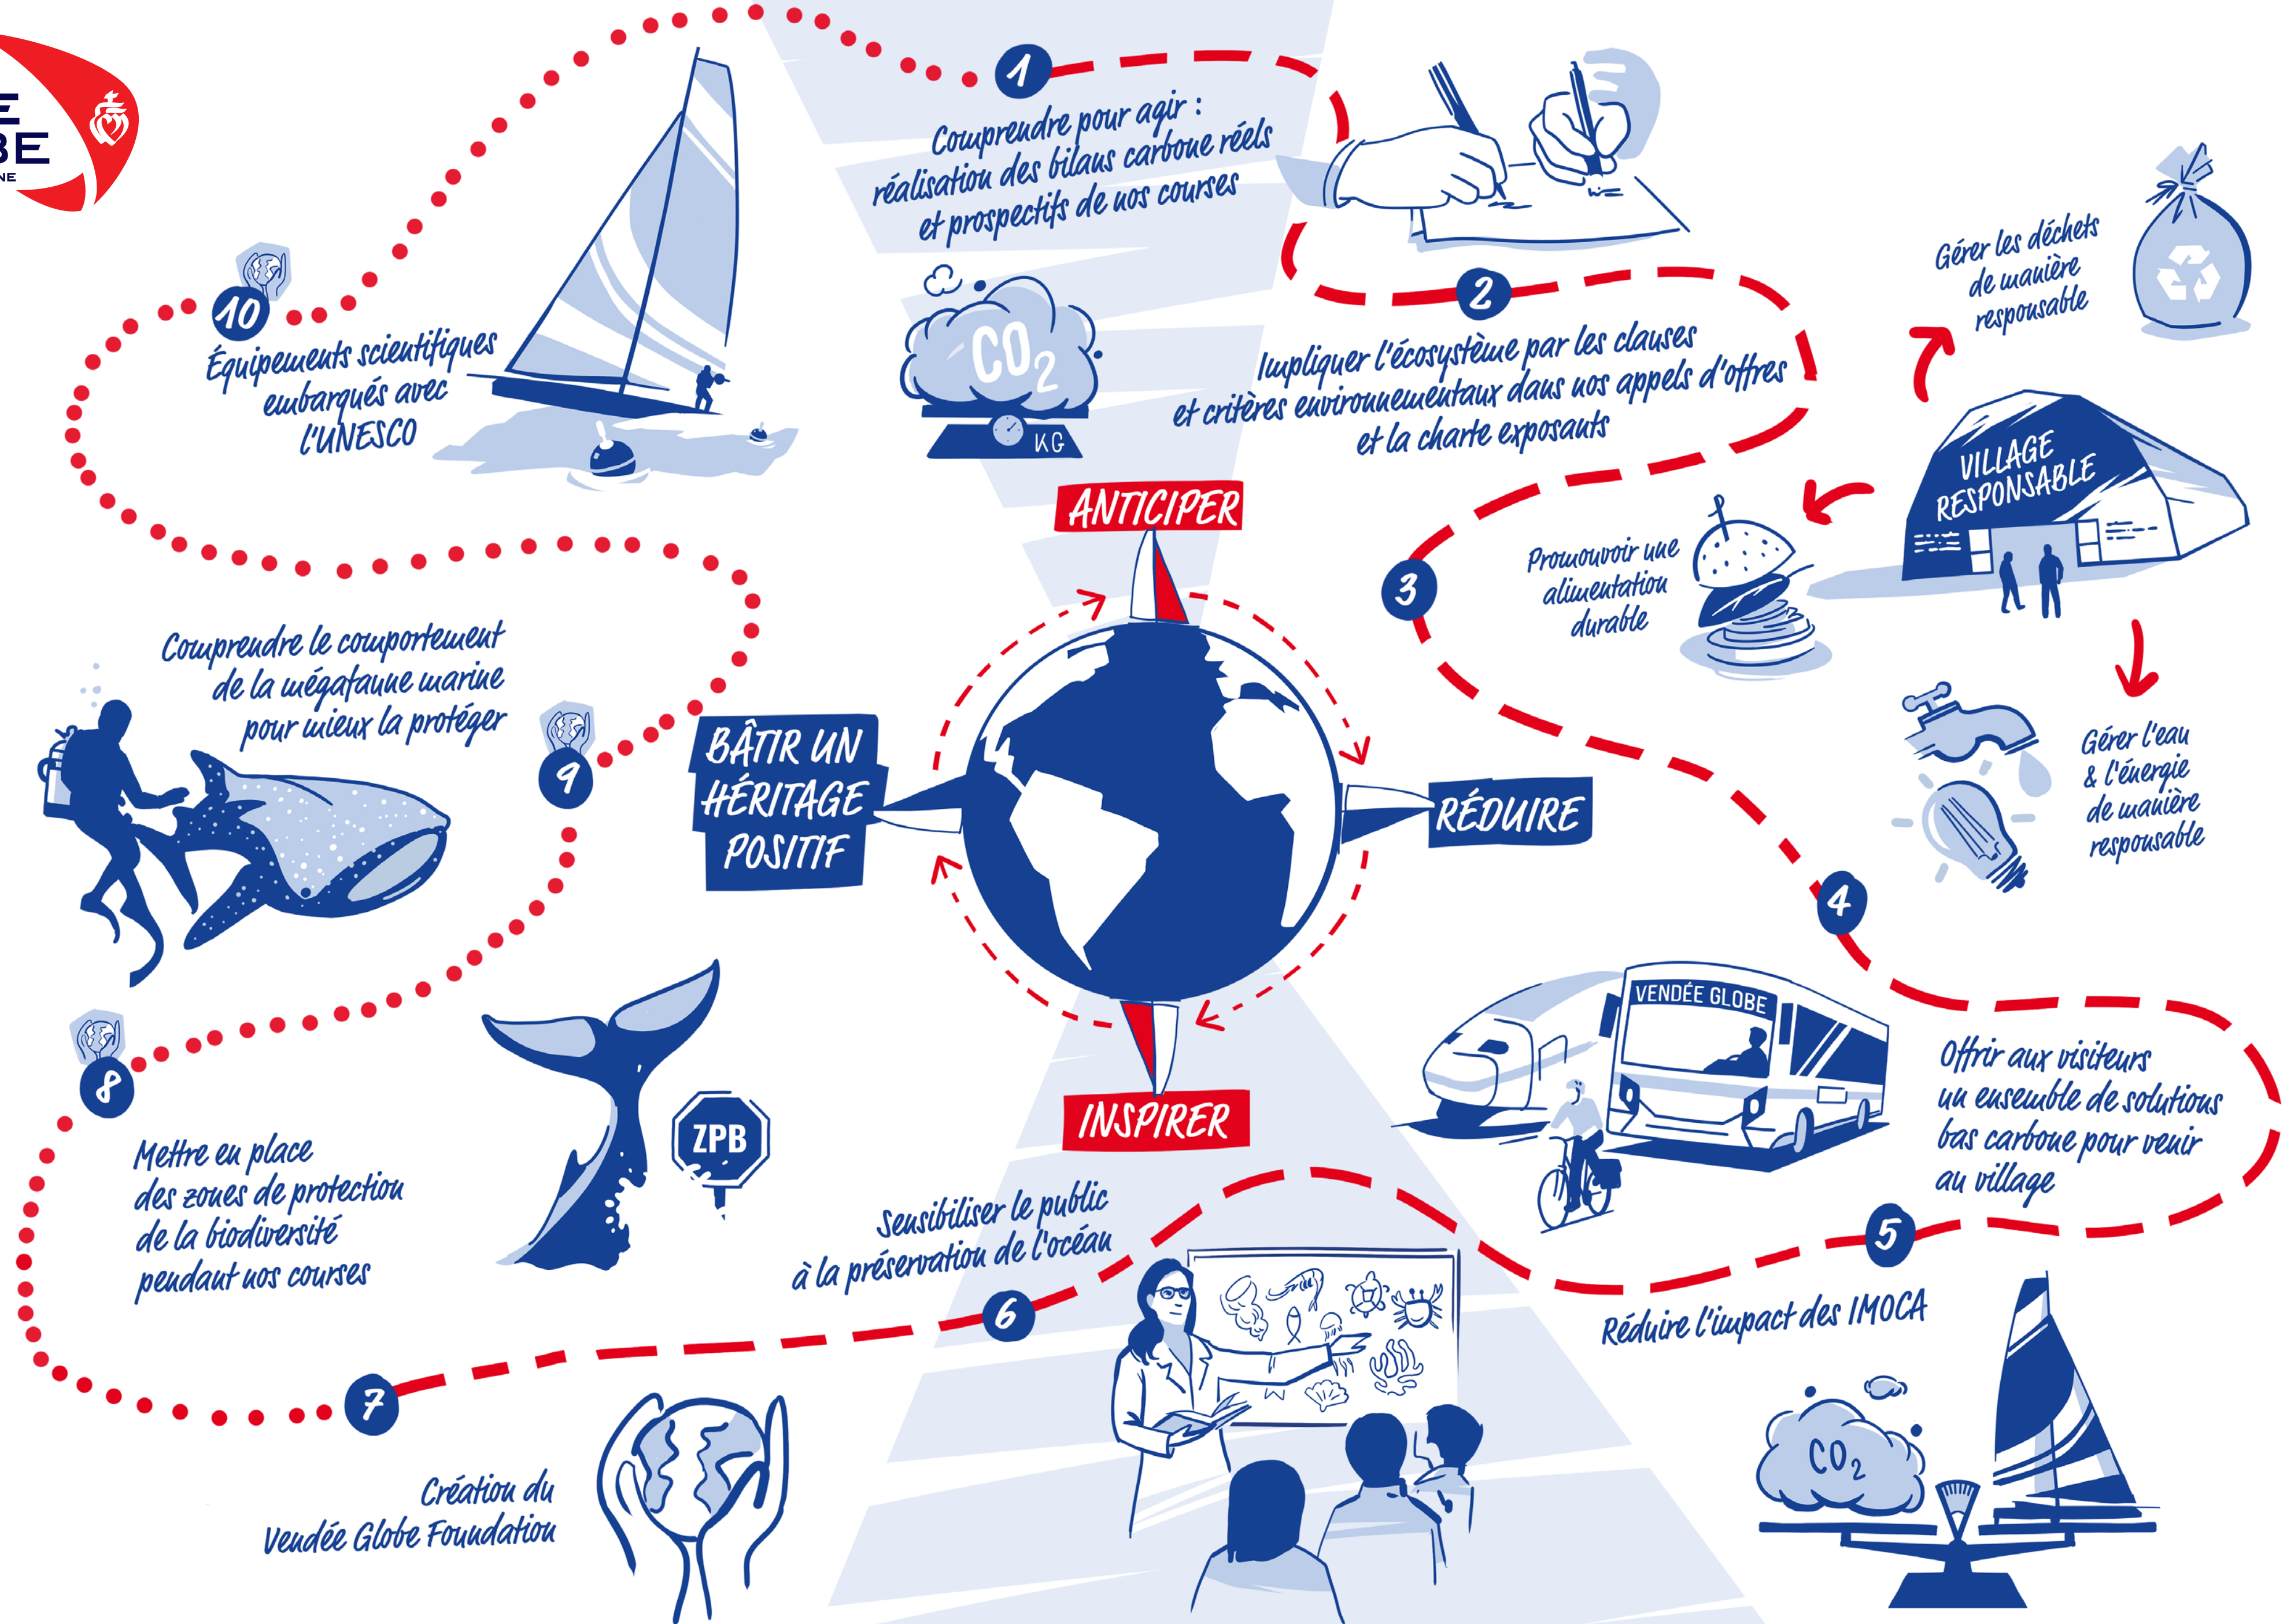 E
BE
NE
1
Comprendre pour agir :
réalisation des bilans carbone réels
et prospectifs de nos courses
CO2
KG
2
Impliquer l'écosystème par les clauses
et critères environnementaux dans nos appels d'offres
et la charte exposants
3
VILLAGE
RESPONSABLE
Gérer les déchets
de manière
responsable
Promouvoir une
alimentation
durable
Gérer l'eau
& l'énergie
de manière
responsable
4
VENDÉE GLOBE
Offrir aux visiteurs
un ensemble de solutions
bas carbone pour venir
au village
5
Réduire l'impact des IMOCA
CO2
6
Sensibiliser le public
à la préservation de l'océan
7
Création du
Vendée Globe Foundation
8
Mettre en place
des zones de protection
de la biodiversité
pendant nos courses
ZPB
9
Comprendre le comportement
de la mégafaune marine
pour mieux la protéger
10
Équipements scientifiques
embarqués avec
l'UNESCO
ANTICIPER
RÉDUIRE
INSPIRER
BÂTIR UN
HÉRITAGE
POSITIF